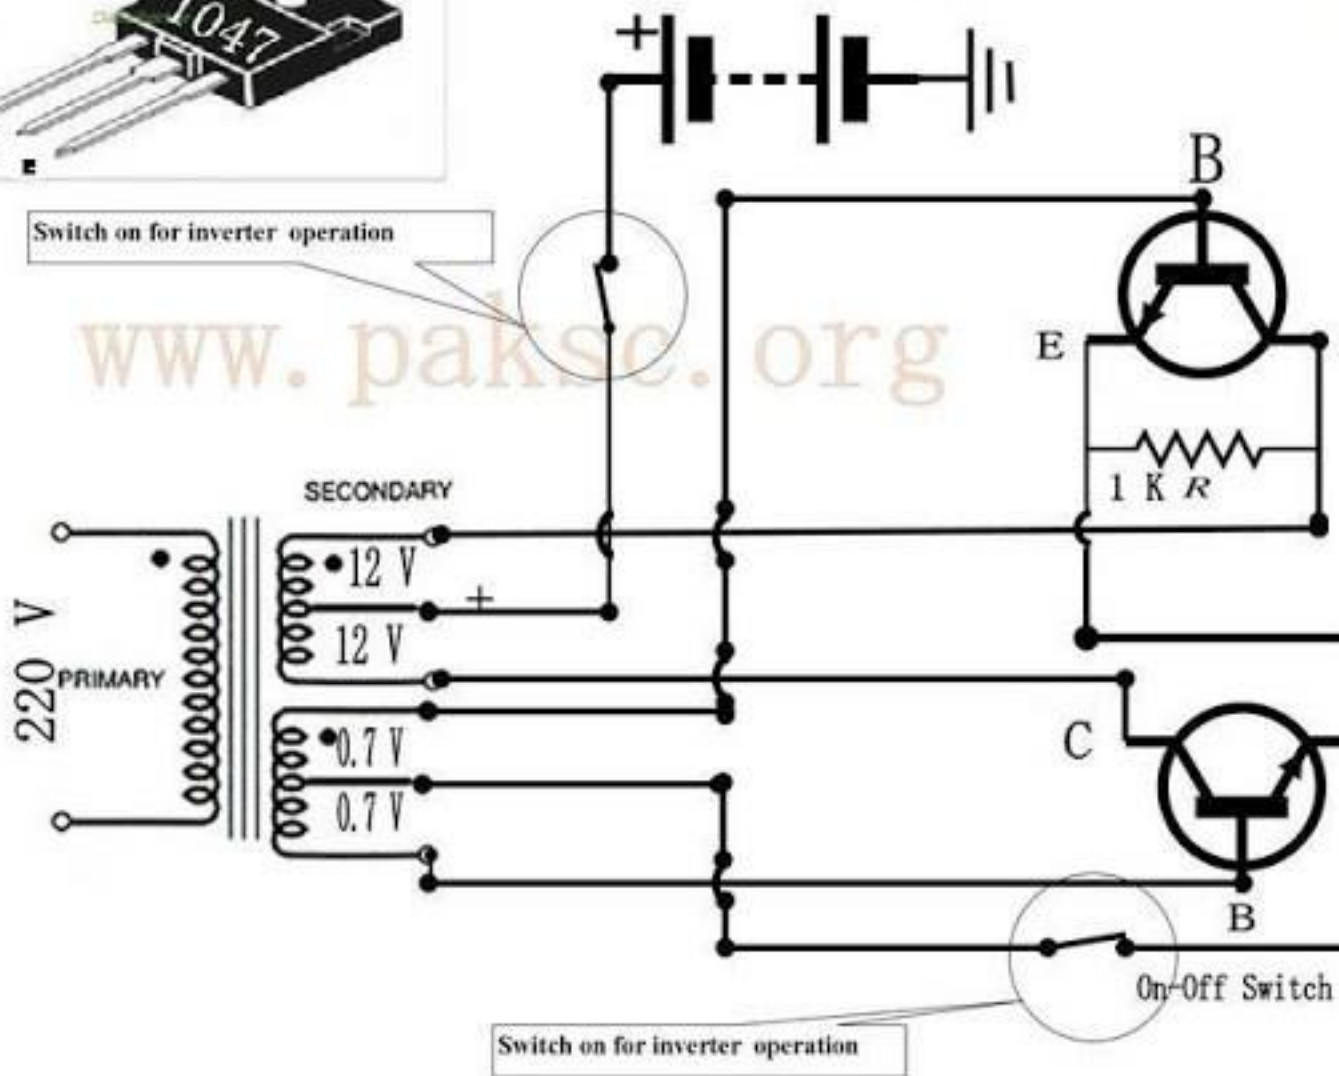 1047
E
+
Switch on for inverter operation
B
www.paksc.org
E
1 K R
SECONDARY
12 V
+
12 V
220 V
PRIMARY
C
0.7 V
0.7 V
B
On-Off Switch
Switch on for inverter operation